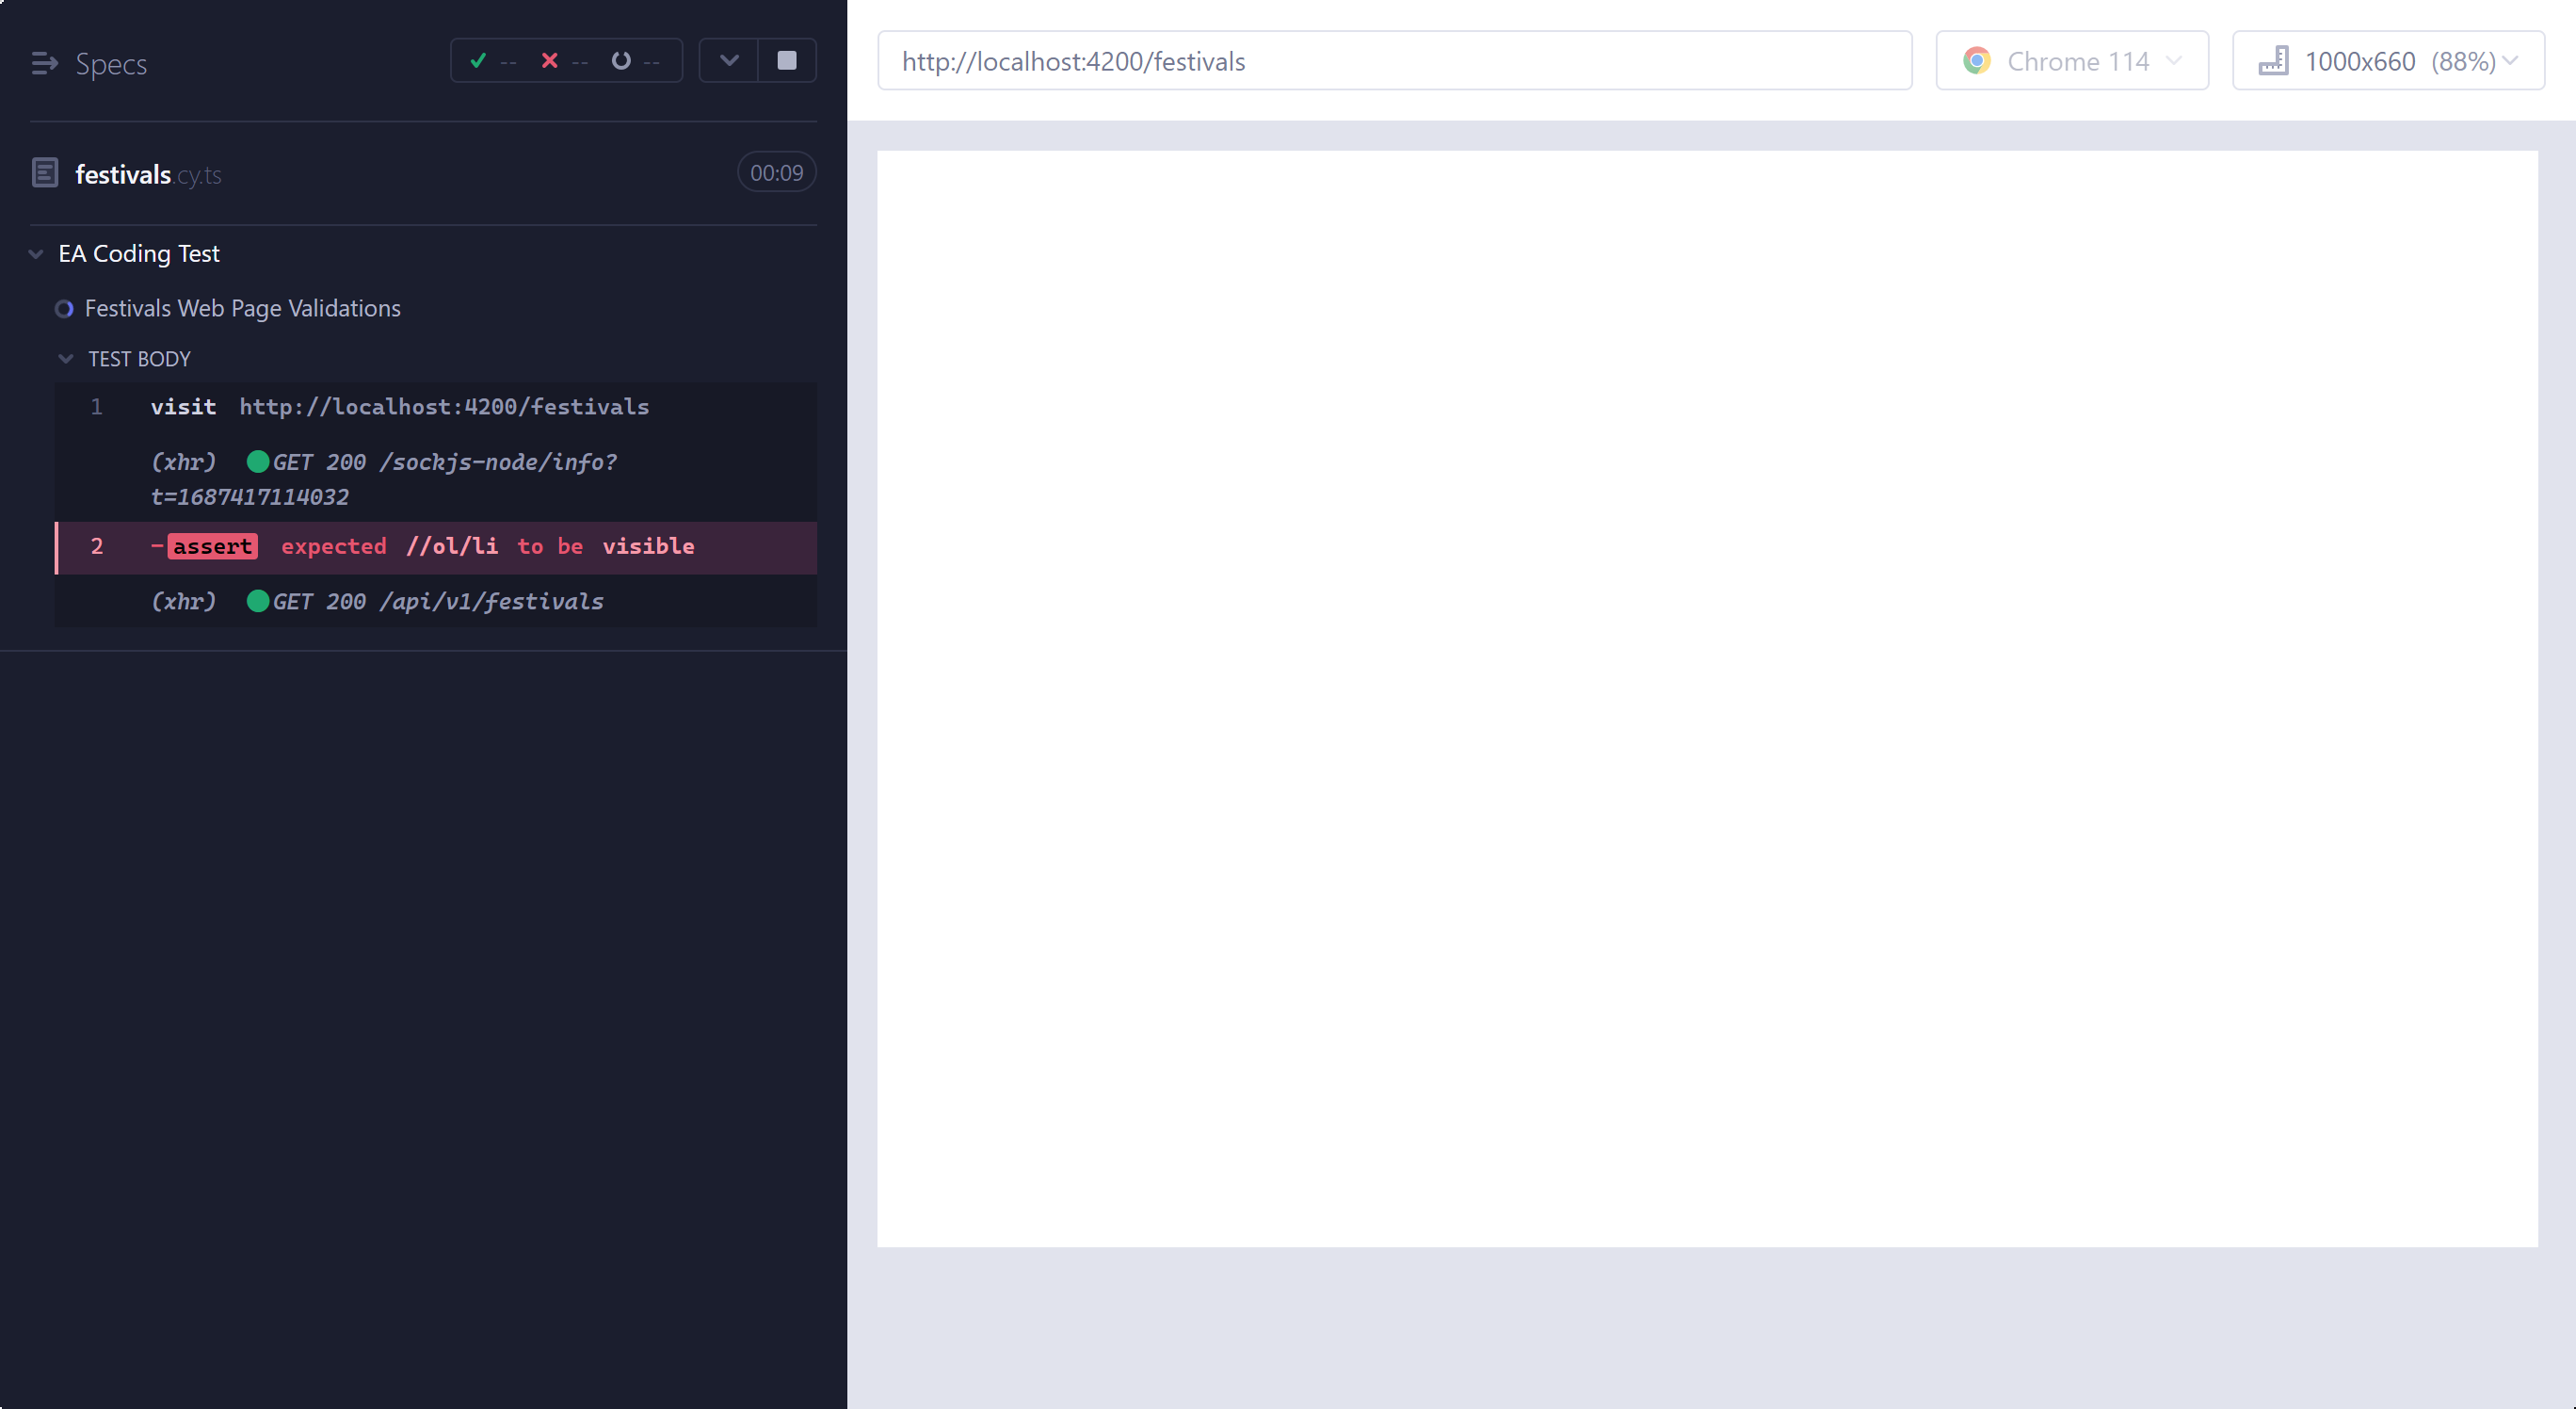 Specs
-- -- --
festivals.cy.ts
00:09
EA Coding Test
Festivals Web Page Validations
TEST BODY
1 visit http://localhost:4200/festivals
(xhr) GET 200 /sockjs-node/info?
t=1687417114032
2 -assert expected //ol/li to be visible
(xhr) GET 200 /api/v1/festivals
http://localhost:4200/festivals
Chrome 114
1000x660 (88%)